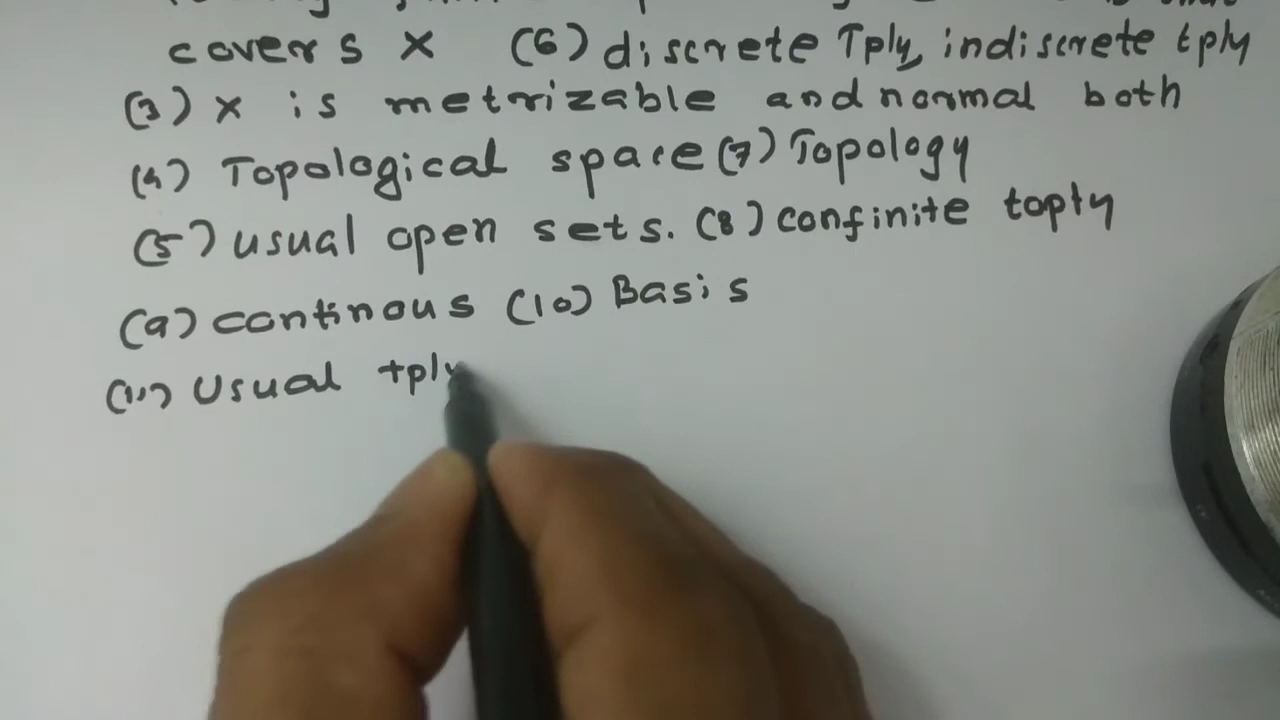 covers X (6) discrete Tply, indiscrete tply
(3) X is metrizable and normal both
(4) Topological space (7) Topology
(5) usual open sets. (8) confinite toply
(9) continous (10) Basis
(11) Usual tply